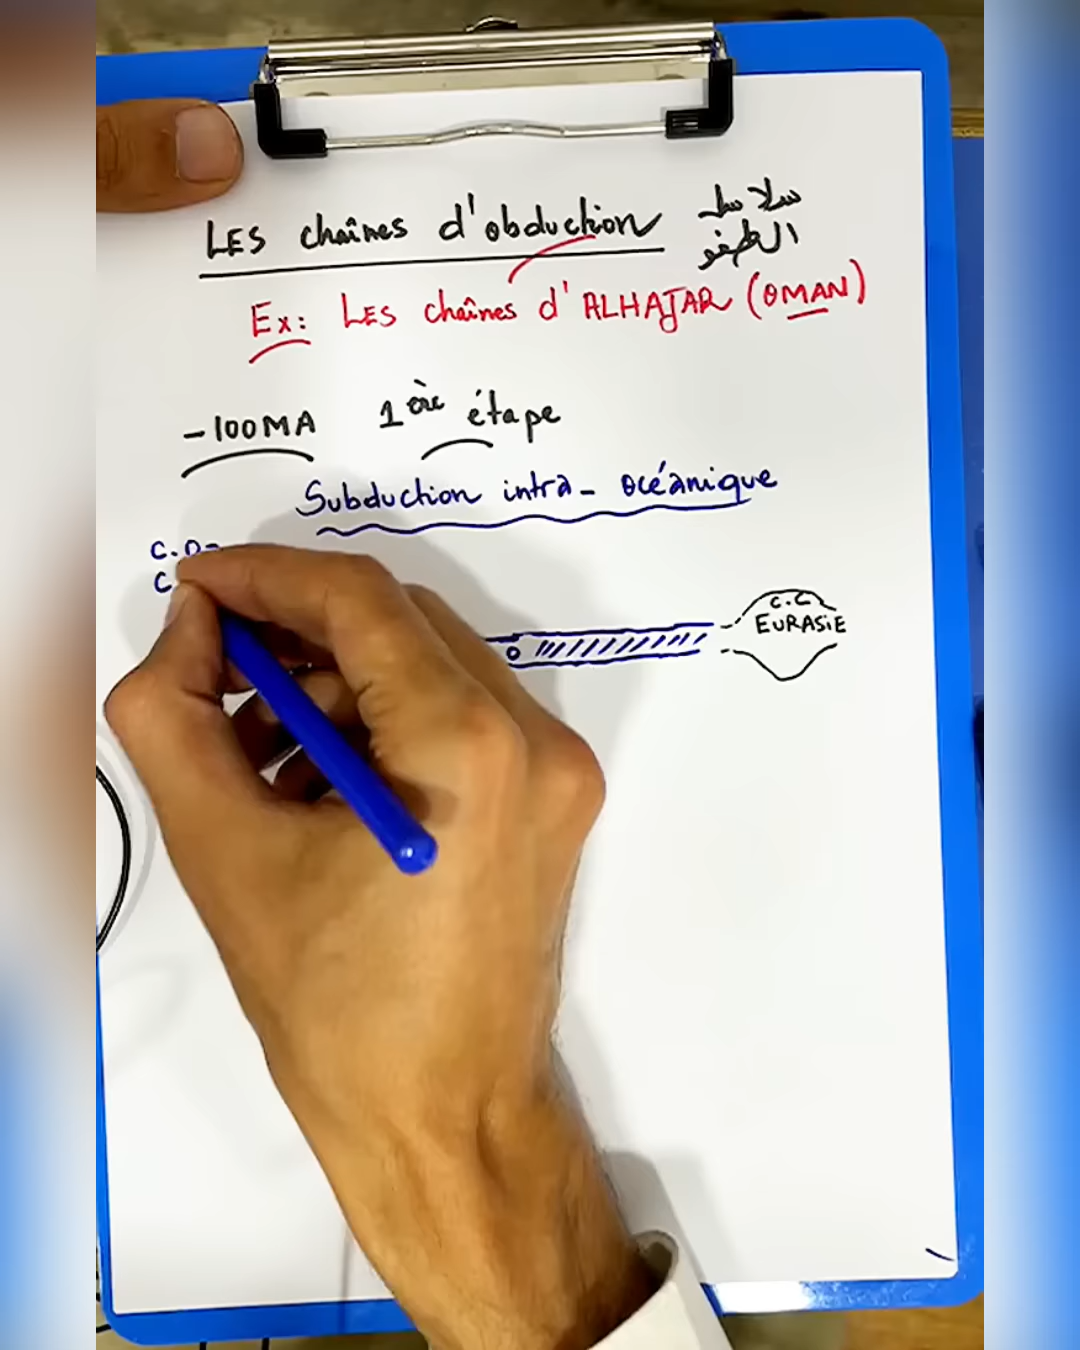 LES chaînes d'obduction
سلاسل
الطفو
Ex: LES chaînes d'ALHAJAR (OMAN)
-100MA 1ère étape
Subduction intra-océanique
C.O-
C
C.C
EURASIE
O